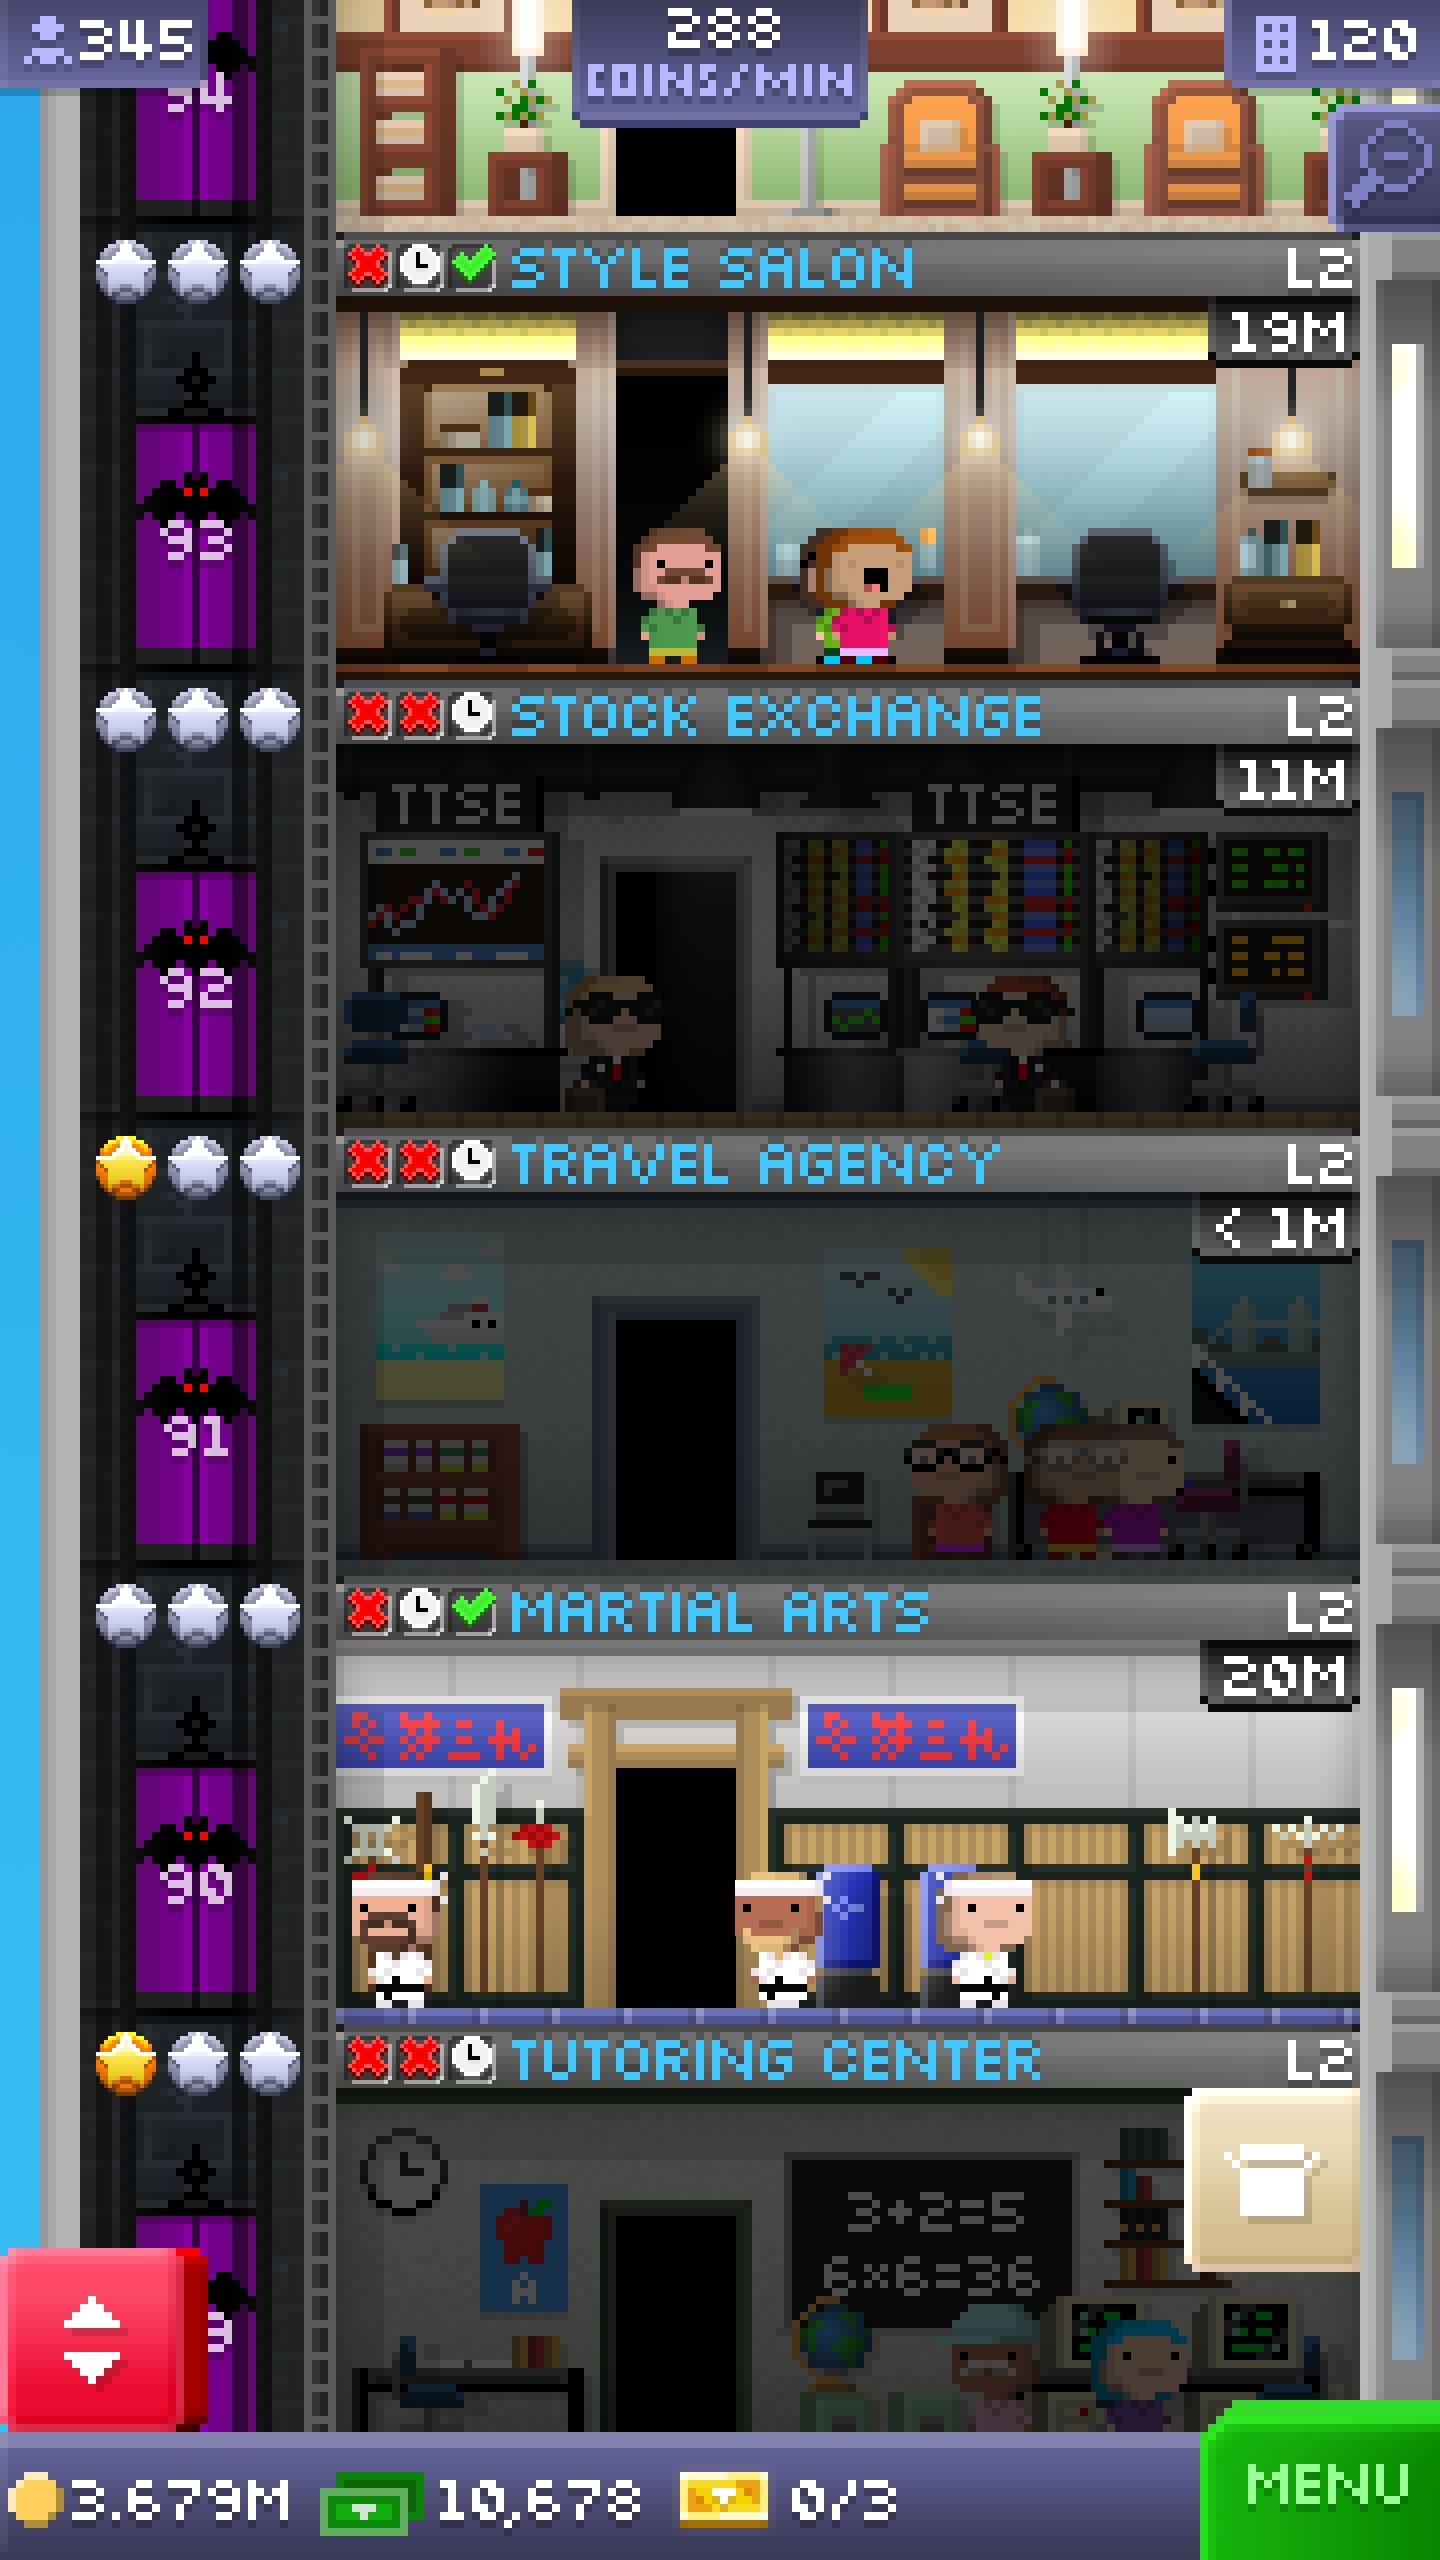 345
288
COINS/MIN
120
94
STYLE SALON L2
19M
93
STOCK EXCHANGE L2
11M
TTSE TTSE
92
TRAVEL AGENCY L2
< 1M
91
MARTIAL ARTS L2
20M
90
TUTORING CENTER L2
3+2=5
6×6=36
A
3.679M 10,678 0/3
MENU